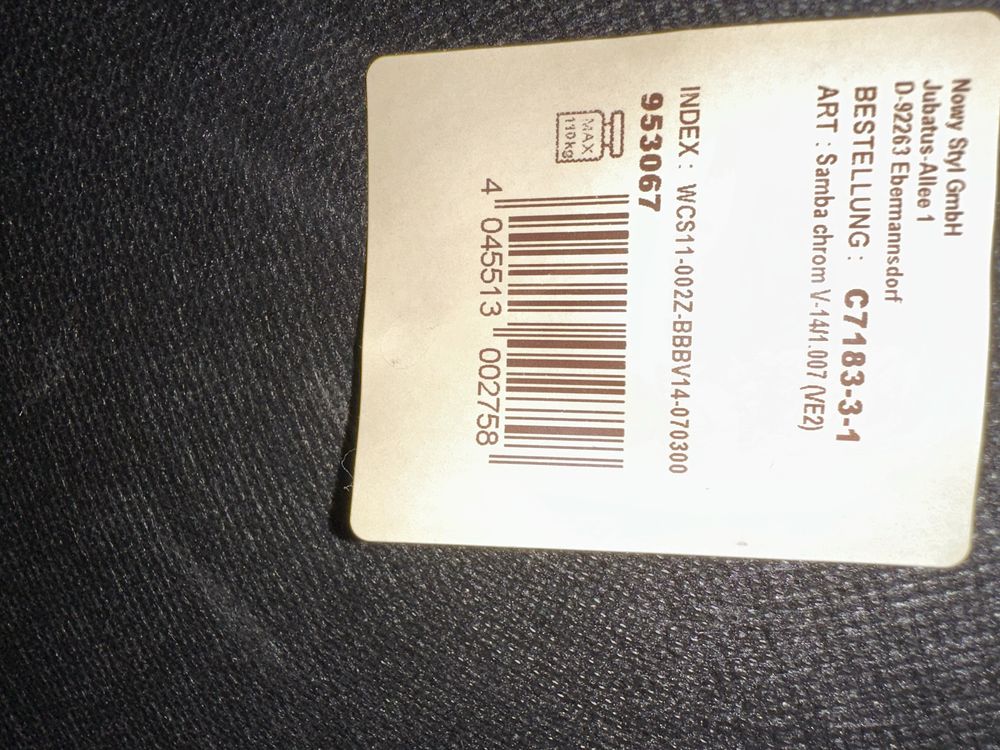 Nowy Styl GmbH
Jubatus-Allee 1
D-92263 Ebermannsdorf
BESTELLUNG : C7183-3-1
ART : Samba chrom V-14/1.007 (VE2)
INDEX : WCS11-002Z-BBBV14-070300
953067
MAX
110kg
4 045513 002758